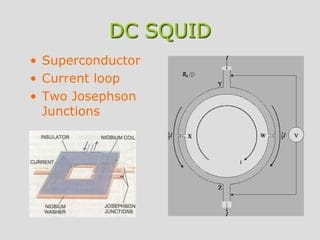 DC SQUID
• Superconductor
• Current loop
• Two Josephson
Junctions
INSULATOR
NIOBIUM COIL
CURRENT
NIOBIUM
WASHER
JOSEPHSON
JUNCTIONS
I
Y
X
W
V
i
Z
I